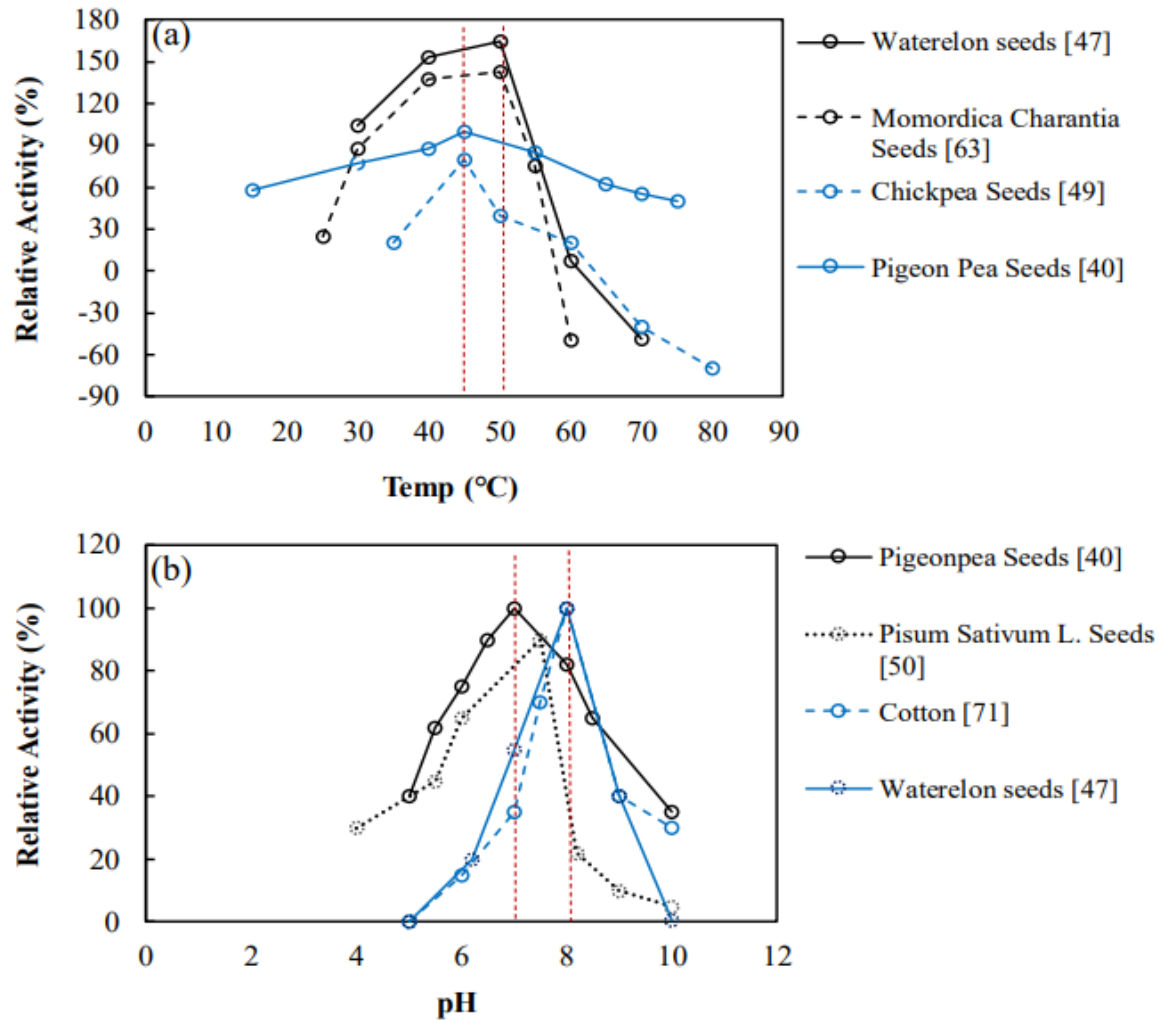 (a)
Relative Activity (%)
180
150
120
90
60
30
0
-30
-60
-90
0 10 20 30 40 50 60 70 80 90
Temp (°C)
Waterelon seeds [47]
Momordica Charantia
Seeds [63]
Chickpea Seeds [49]
Pigeon Pea Seeds [40]
(b)
Relative Activity (%)
120
100
80
60
40
20
0
0 2 4 6 8 10 12
pH
Pigeonpea Seeds [40]
Pisum Sativum L. Seeds
[50]
Cotton [71]
Waterelon seeds [47]